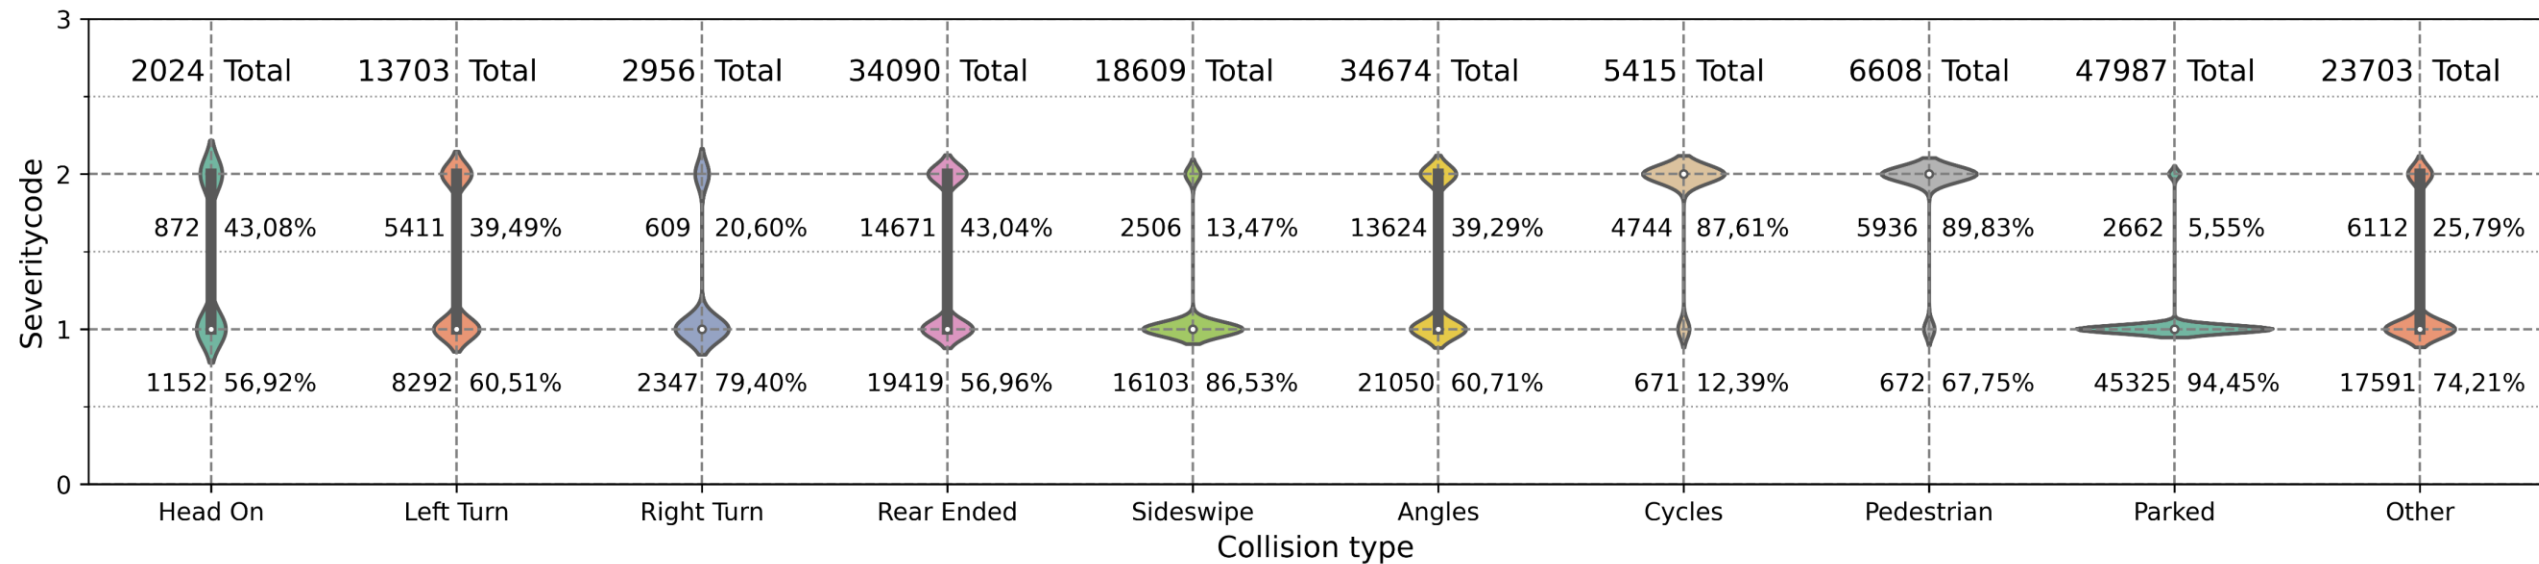 3
2024 Total 13703 Total 2956 Total 34090 Total 18609 Total 34674 Total 5415 Total 6608 Total 47987 Total 23703 Total
2
872 43,08% 5411 39,49% 609 20,60% 14671 43,04% 2506 13,47% 13624 39,29% 4744 87,61% 5936 89,83% 2662 5,55% 6112 25,79%
Severitycode
1
1152 56,92% 8292 60,51% 2347 79,40% 19419 56,96% 16103 86,53% 21050 60,71% 671 12,39% 672 67,75% 45325 94,45% 17591 74,21%
0
Head On Left Turn Right Turn Rear Ended Sideswipe Angles Cycles Pedestrian Parked Other
Collision type